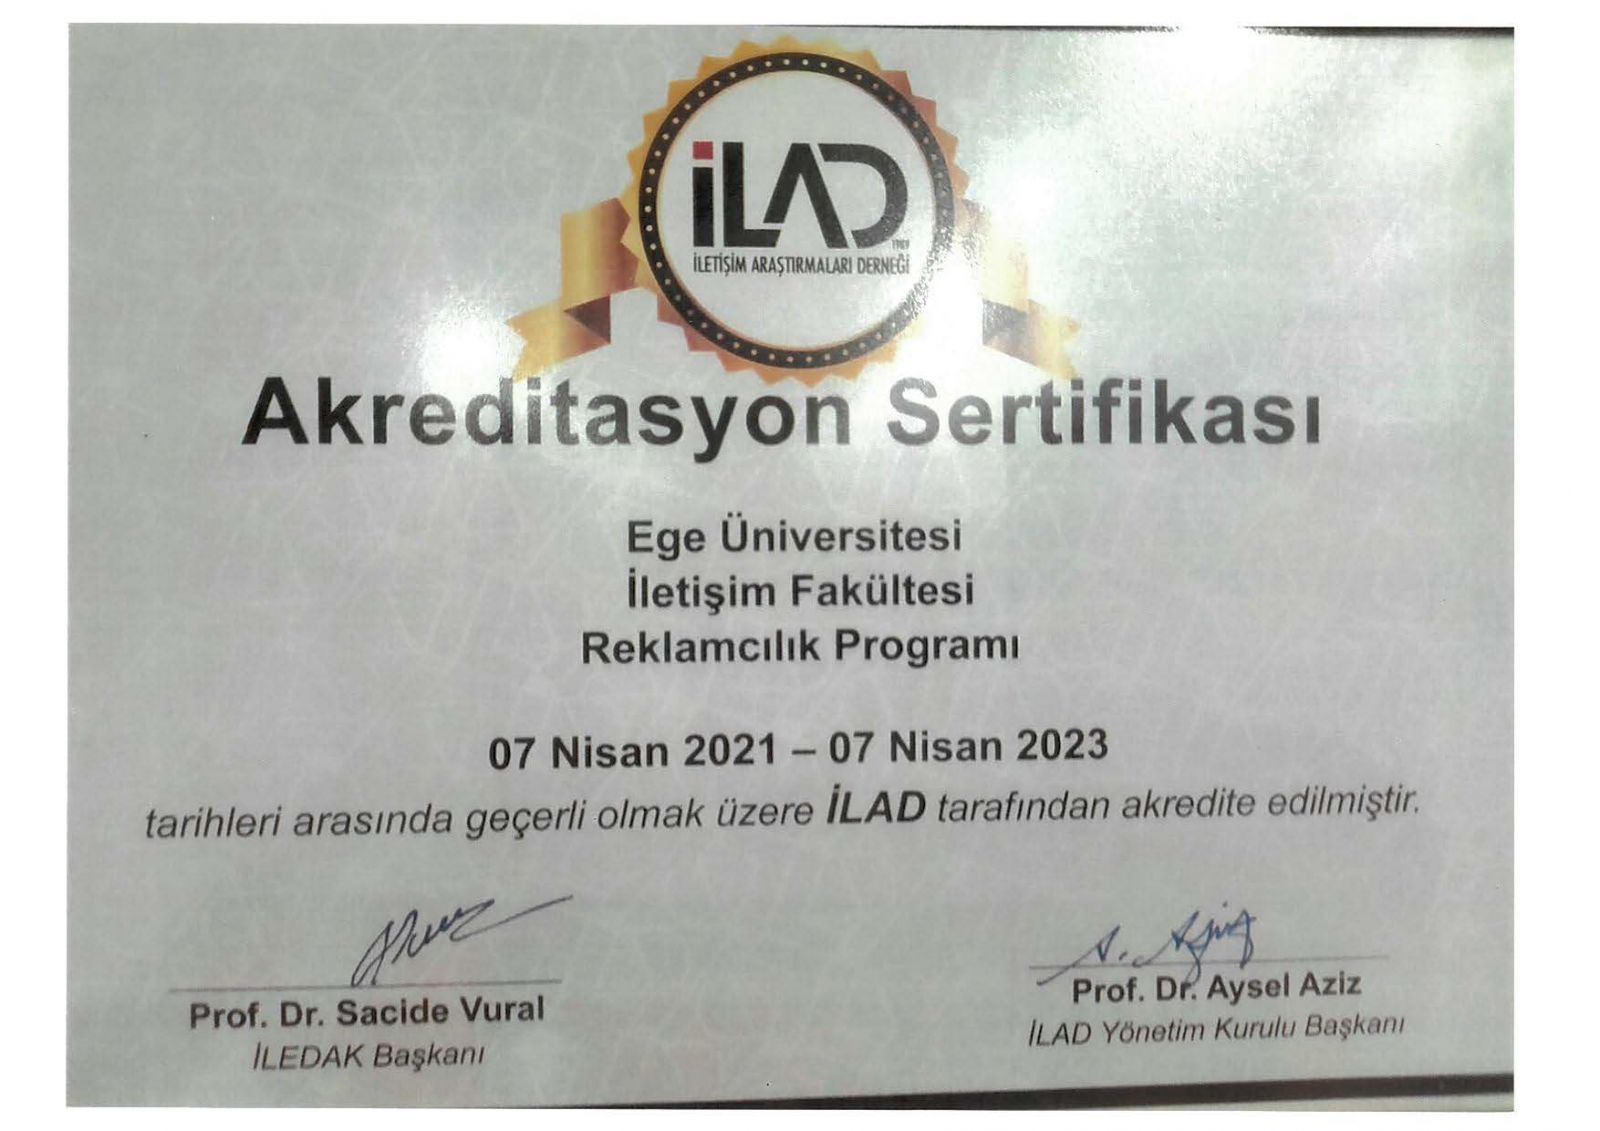 İLAD
İLETİŞİM ARAŞTIRMALARI DERNEĞİ
Akreditasyon Sertifikası
Ege Üniversitesi
İletişim Fakültesi
Reklamcılık Programı
07 Nisan 2021 – 07 Nisan 2023
tarihleri arasında geçerli olmak üzere İLAD tarafından akredite edilmiştir.
A. Aziz
Prof. Dr. Sacide Vural
İLEDAK Başkanı
Prof. Dr. Aysel Aziz
İLAD Yönetim Kurulu Başkanı